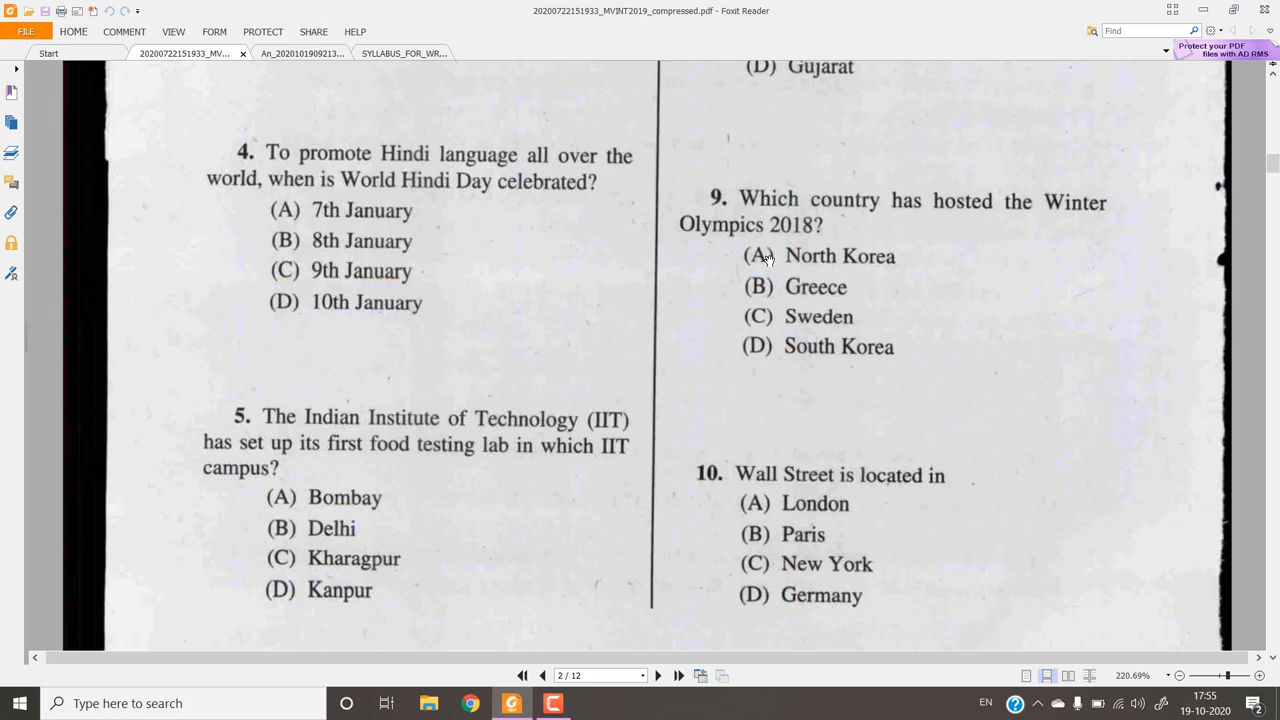 20200722151933_MVINT2019_compressed.pdf - Foxit Reader
FILE HOME COMMENT VIEW FORM PROTECT SHARE HELP
Find
Start 20200722151933_MV... An_2020101909213... SYLLABUS_FOR_WR...
Protect your PDF
files with AD RMS
4. To promote Hindi language all over the
world, when is World Hindi Day celebrated?
(A) 7th January
(B) 8th January
(C) 9th January
(D) 10th January
5. The Indian Institute of Technology (IIT)
has set up its first food testing lab in which IIT
campus?
(A) Bombay
(B) Delhi
(C) Kharagpur
(D) Kanpur
(D) Gujarat
9. Which country has hosted the Winter
Olympics 2018?
(A) North Korea
(B) Greece
(C) Sweden
(D) South Korea
10. Wall Street is located in
(A) London
(B) Paris
(C) New York
(D) Germany
2 / 12
220.69%
Type here to search
EN
17:55
19-10-2020
2